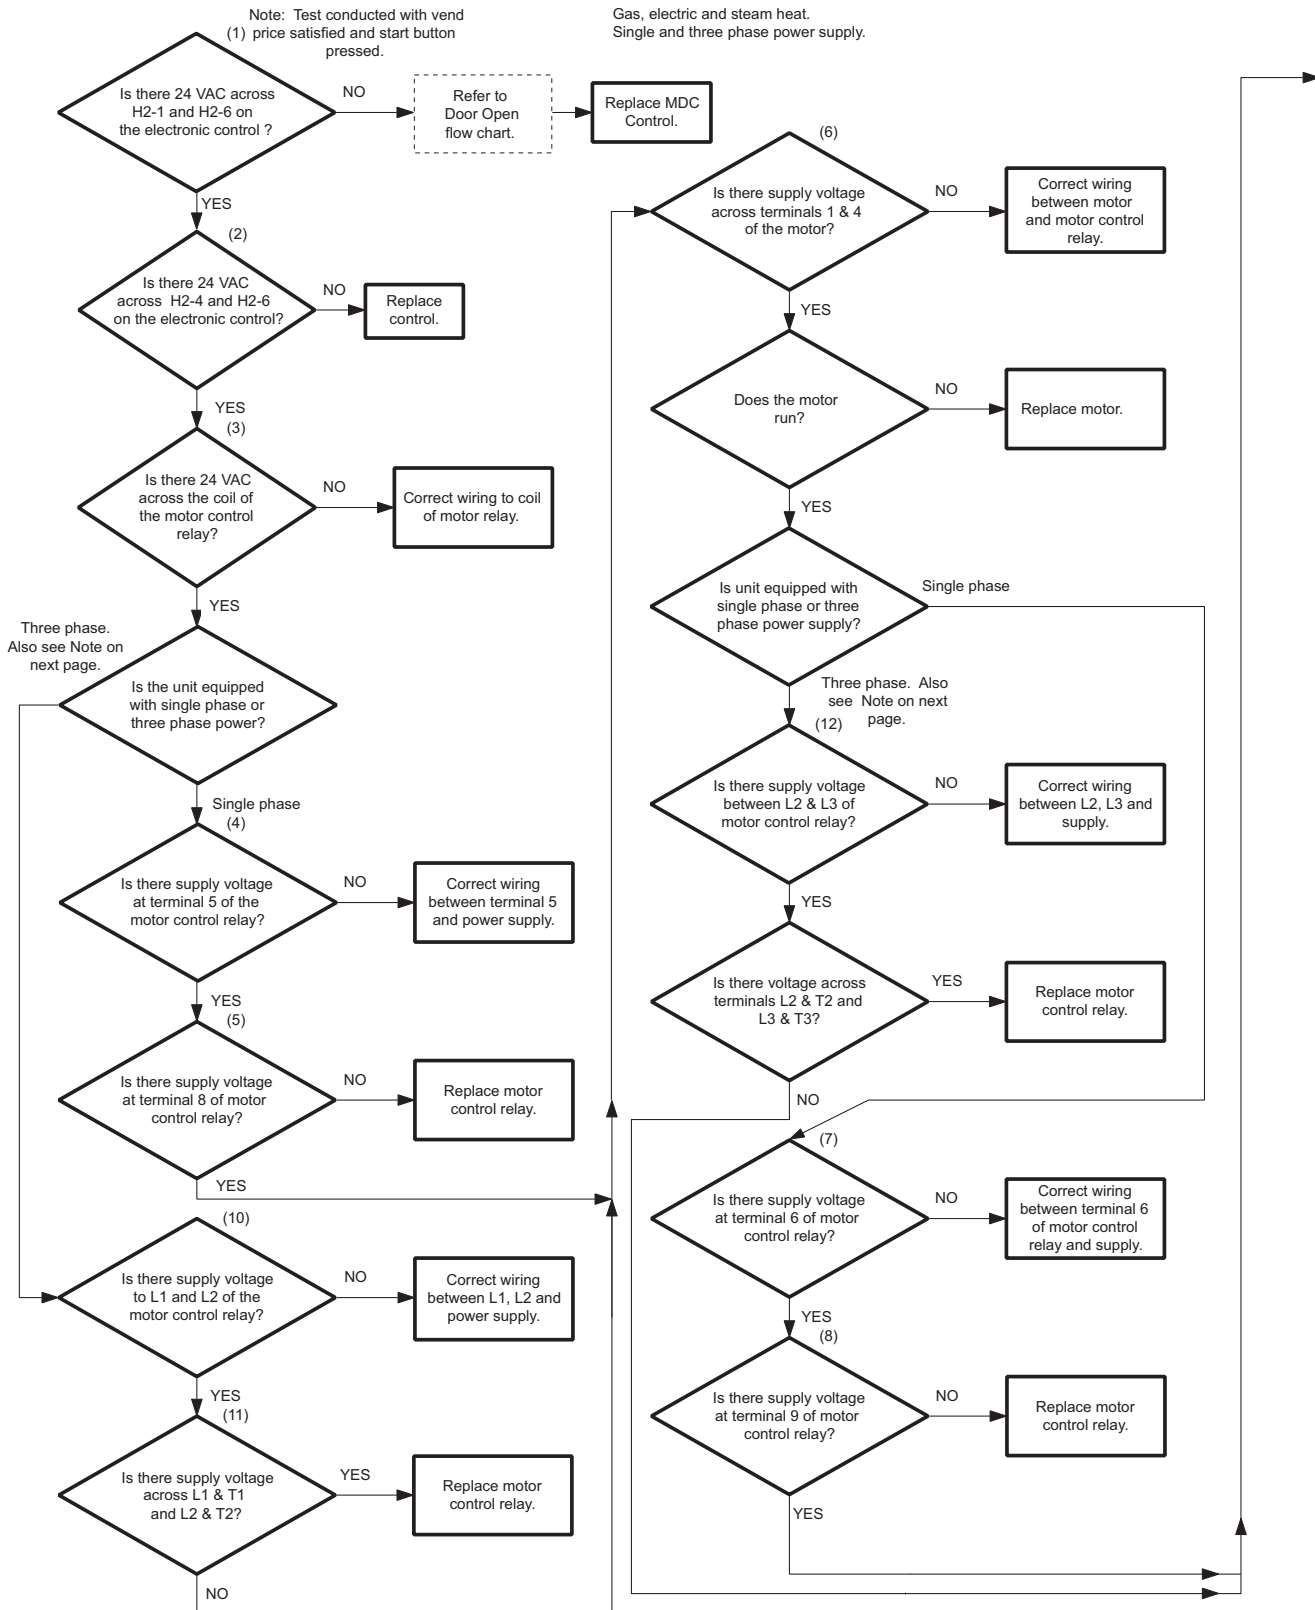 Note: Test conducted with vend
(1) price satisfied and start button
pressed.
Gas, electric and steam heat.
Single and three phase power supply.
Is there 24 VAC across
H2-1 and H2-6 on
the electronic control ?
NO
Refer to
Door Open
flow chart.
Replace MDC
Control.
YES
(2)
Is there 24 VAC
across H2-4 and H2-6
on the electronic control?
NO
Replace
control.
YES
(3)
Is there 24 VAC
across the coil of
the motor control
relay?
NO
Correct wiring to coil
of motor relay.
YES
Three phase.
Also see Note on
next page.
Is the unit equipped
with single phase or
three phase power?
Single phase
(4)
Is there supply voltage
at terminal 5 of the
motor control relay?
NO
Correct wiring
between terminal 5
and power supply.
YES
(5)
Is there supply voltage
at terminal 8 of motor
control relay?
NO
Replace motor
control relay.
YES
(10)
Is there supply voltage
to L1 and L2 of the
motor control relay?
NO
Correct wiring
between L1, L2 and
power supply.
YES
(11)
Is there supply voltage
across L1 & T1
and L2 & T2?
YES
Replace motor
control relay.
NO
(6)
Is there supply voltage
across terminals 1 & 4
of the motor?
NO
Correct wiring
between motor
and motor control
relay.
YES
Does the motor
run?
NO
Replace motor.
YES
Is unit equipped with
single phase or three
phase power supply?
Single phase
Three phase. Also
see Note on next
page.
(12)
Is there supply voltage
between L2 & L3 of
motor control relay?
NO
Correct wiring
between L2, L3 and
supply.
YES
Is there voltage across
terminals L2 & T2 and
L3 & T3?
YES
Replace motor
control relay.
NO
(7)
Is there supply voltage
at terminal 6 of motor
control relay?
NO
Correct wiring
between terminal 6
of motor control
relay and supply.
YES
(8)
Is there supply voltage
at terminal 9 of motor
control relay?
NO
Replace motor
control relay.
YES